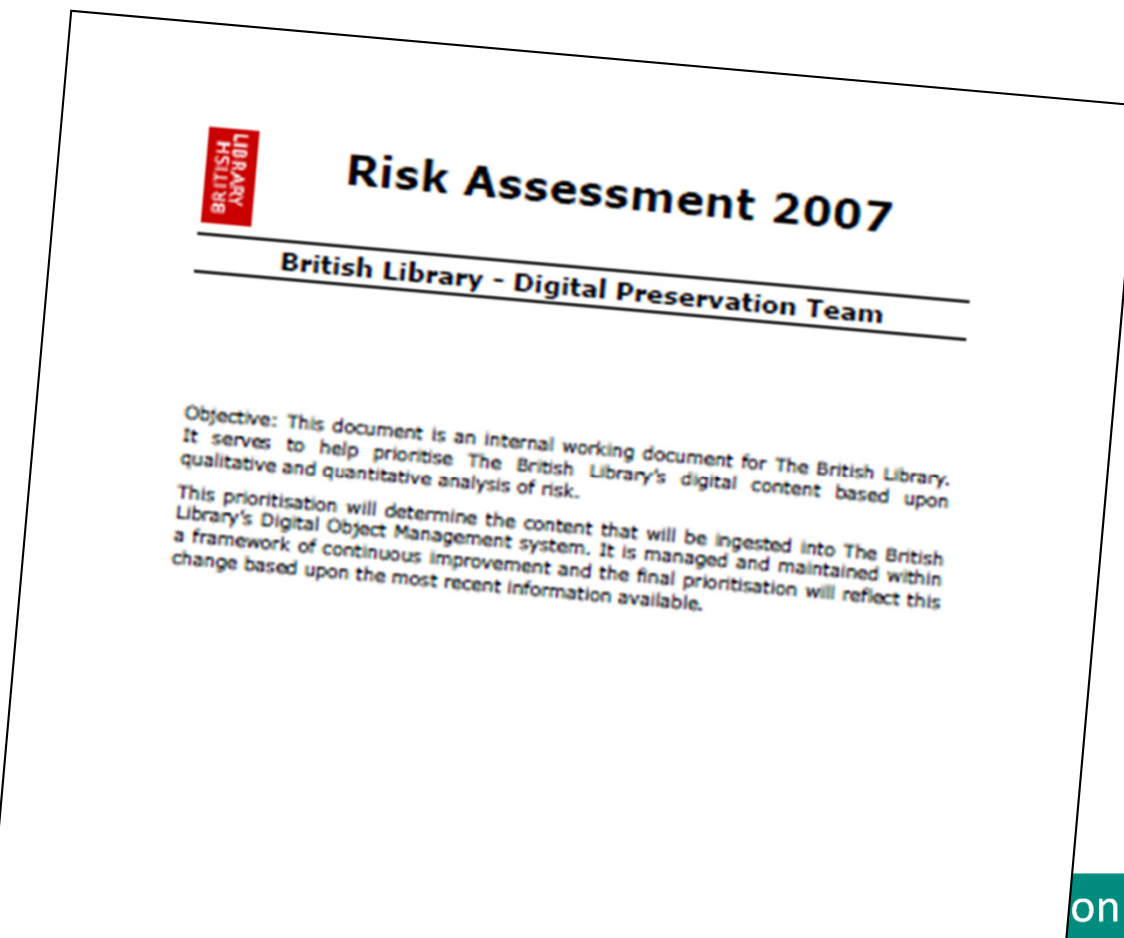 BRITISH
LIBRARY
Risk Assessment 2007
British Library - Digital Preservation Team
Objective: This document is an internal working document for The British Library.
It serves to help prioritise The British Library's digital content based upon
qualitative and quantitative analysis of risk.
This prioritisation will determine the content that will be ingested into The British
Library's Digital Object Management system. It is managed and maintained within
a framework of continuous improvement and the final prioritisation will reflect this
change based upon the most recent information available.
on